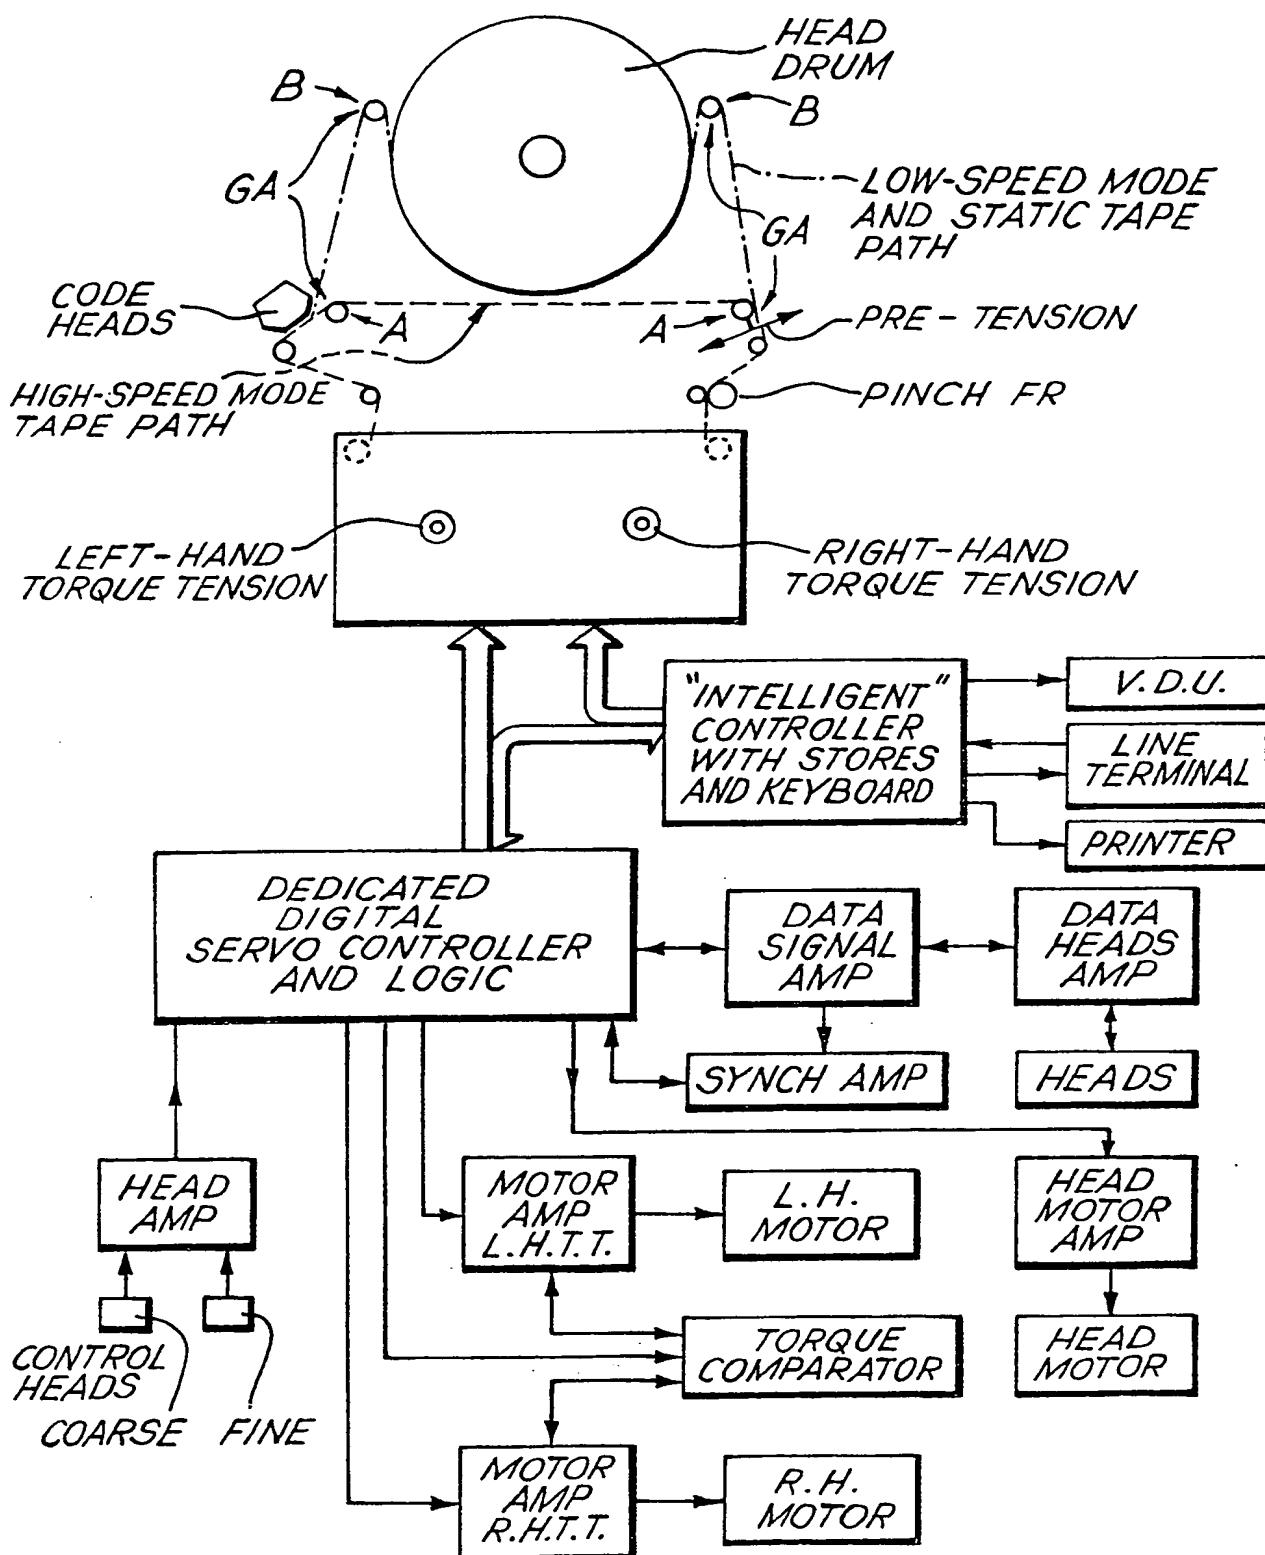 HEAD
DRUM
B
B
GA
LOW-SPEED MODE
AND STATIC TAPE
PATH
GA
CODE
HEADS
A
A
PRE-TENSION
HIGH-SPEED MODE
TAPE PATH
PINCH FR
LEFT-HAND
TORQUE TENSION
RIGHT-HAND
TORQUE TENSION
"INTELLIGENT"
CONTROLLER
WITH STORES
AND KEYBOARD
V.D.U.
LINE
TERMINAL
PRINTER
DEDICATED
DIGITAL
SERVO CONTROLLER
AND LOGIC
DATA
SIGNAL
AMP
DATA
HEADS
AMP
SYNCH AMP
HEADS
HEAD
AMP
MOTOR
AMP
L.H.T.T.
L.H.
MOTOR
HEAD
MOTOR
AMP
CONTROL
HEADS
COARSE
FINE
TORQUE
COMPARATOR
HEAD
MOTOR
MOTOR
AMP
R.H.T.T.
R.H.
MOTOR